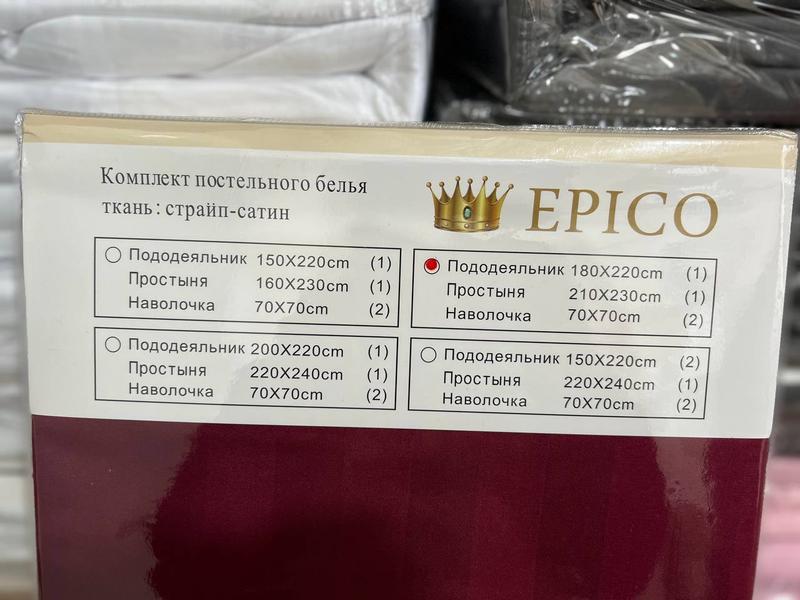 Комплект постельного белья
ткань: страйп-сатин
EPICO
Пододеяльник 150X220cm (1)
Простыня 160X230cm (1)
Наволочка 70X70cm (2)
Пододеяльник 180X220cm (1)
Простыня 210X230cm (1)
Наволочка 70X70cm (2)
Пододеяльник 200X220cm (1)
Простыня 220X240cm (1)
Наволочка 70X70cm (2)
Пододеяльник 150X220cm (2)
Простыня 220X240cm (1)
Наволочка 70X70cm (2)